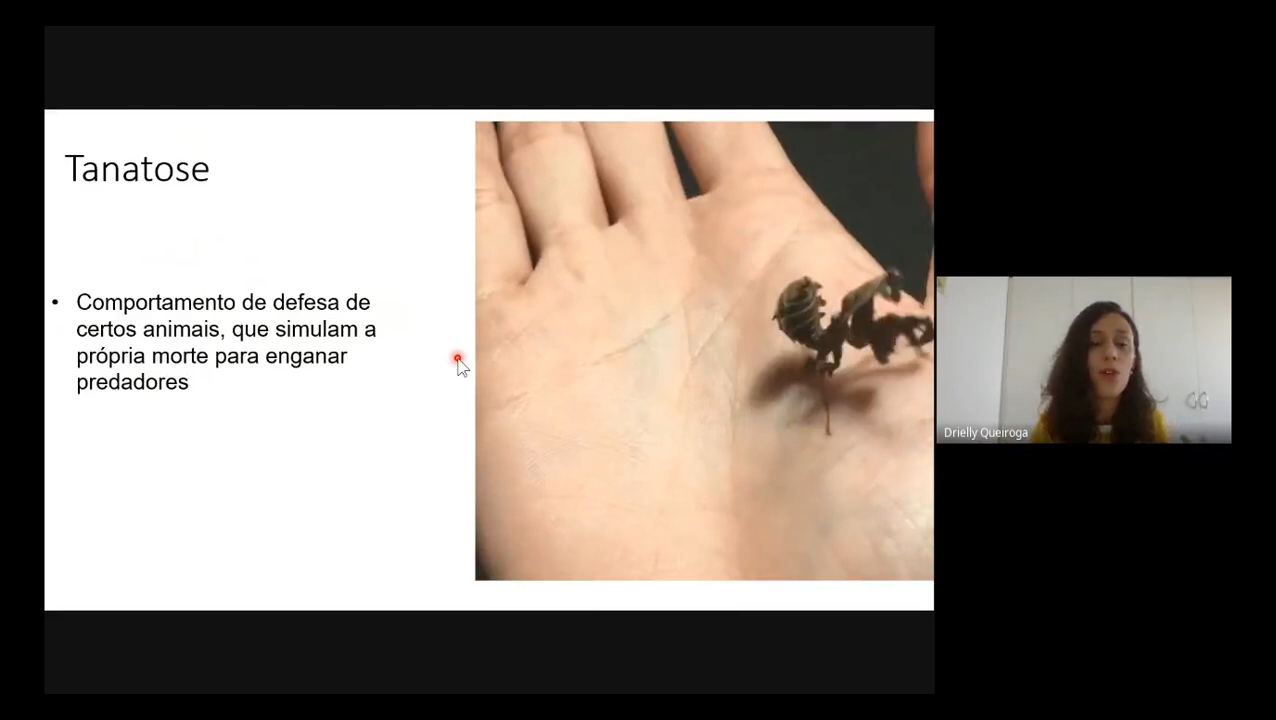 Tanatose
• Comportamento de defesa de
certos animais, que simulam a
própria morte para enganar
predadores
Drielly Queiroga